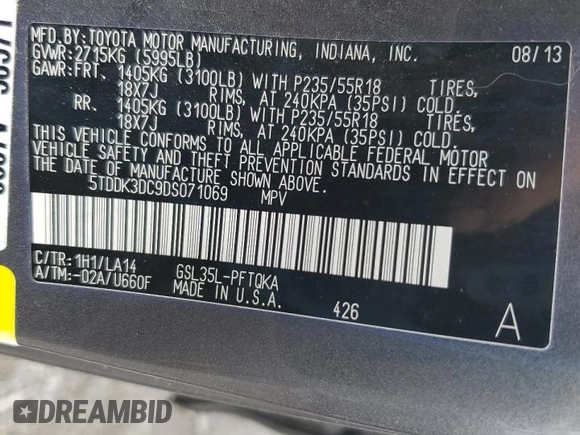 MFD.BY:TOYOTA MOTOR MANUFACTURING, INDIANA, INC. 08/13
GVWR:2715KG (5995LB)
GAWR:FRT. 1405KG (3100LB) WITH P235/55R18 TIRES,
18X7J RIMS, AT 240KPA (35PSI) COLD.
RR. 1405KG (3100LB) WITH P235/55R18 TIRES,
18X7J RIMS, AT 240KPA (35PSI) COLD.
THIS VEHICLE CONFORMS TO ALL APPLICABLE FEDERAL MOTOR
VEHICLE SAFETY AND THEFT PREVENTION STANDARDS IN EFFECT
ON THE DATE OF MANUFACTURE SHOWN ABOVE.
5TDDK3DC9DS071069 MPV
C/TR:1H1/LA14 GSL35L-PFTQKA
A/TM:-02A/U660F MADE IN U.S.A.
426
A
DREAMBID